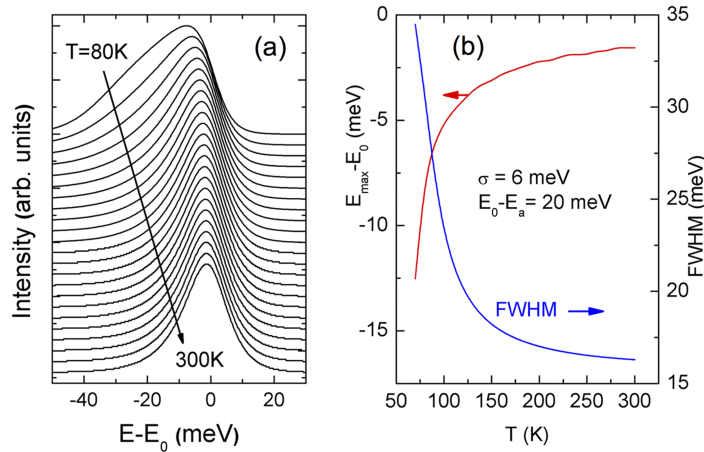 (a)
T=80K
300K
Intensity (arb. units)
-40
-20
0
20
E-E₀ (meV)
(b)
0
-5
-10
-15
Eₘₐₓ-E₀ (meV)
σ = 6 meV
E₀-Eₐ= 20 meV
FWHM
50
100
150
200
250
300
T (K)
35
30
25
20
15
FWHM (meV)